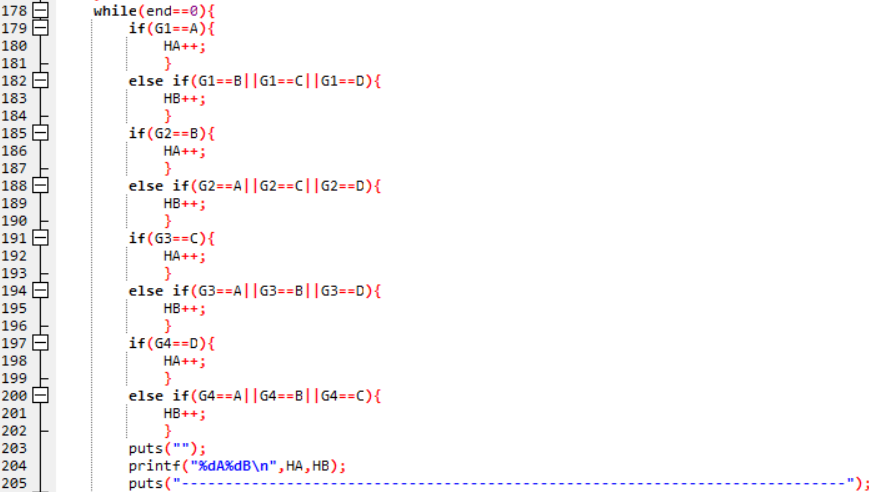 178 while(end==0){
179 if(G1==A){
180 HA++;
181 }
182 else if(G1==B||G1==C||G1==D){
183 HB++;
184 }
185 if(G2==B){
186 HA++;
187 }
188 else if(G2==A||G2==C||G2==D){
189 HB++;
190 }
191 if(G3==C){
192 HA++;
193 }
194 else if(G3==A||G3==B||G3==D){
195 HB++;
196 }
197 if(G4==D){
198 HA++;
199 }
200 else if(G4==A||G4==B||G4==C){
201 HB++;
202 }
203 puts("");
204 printf("%dA%dB\n",HA,HB);
205 puts("----------------------------------------------------------------------------");